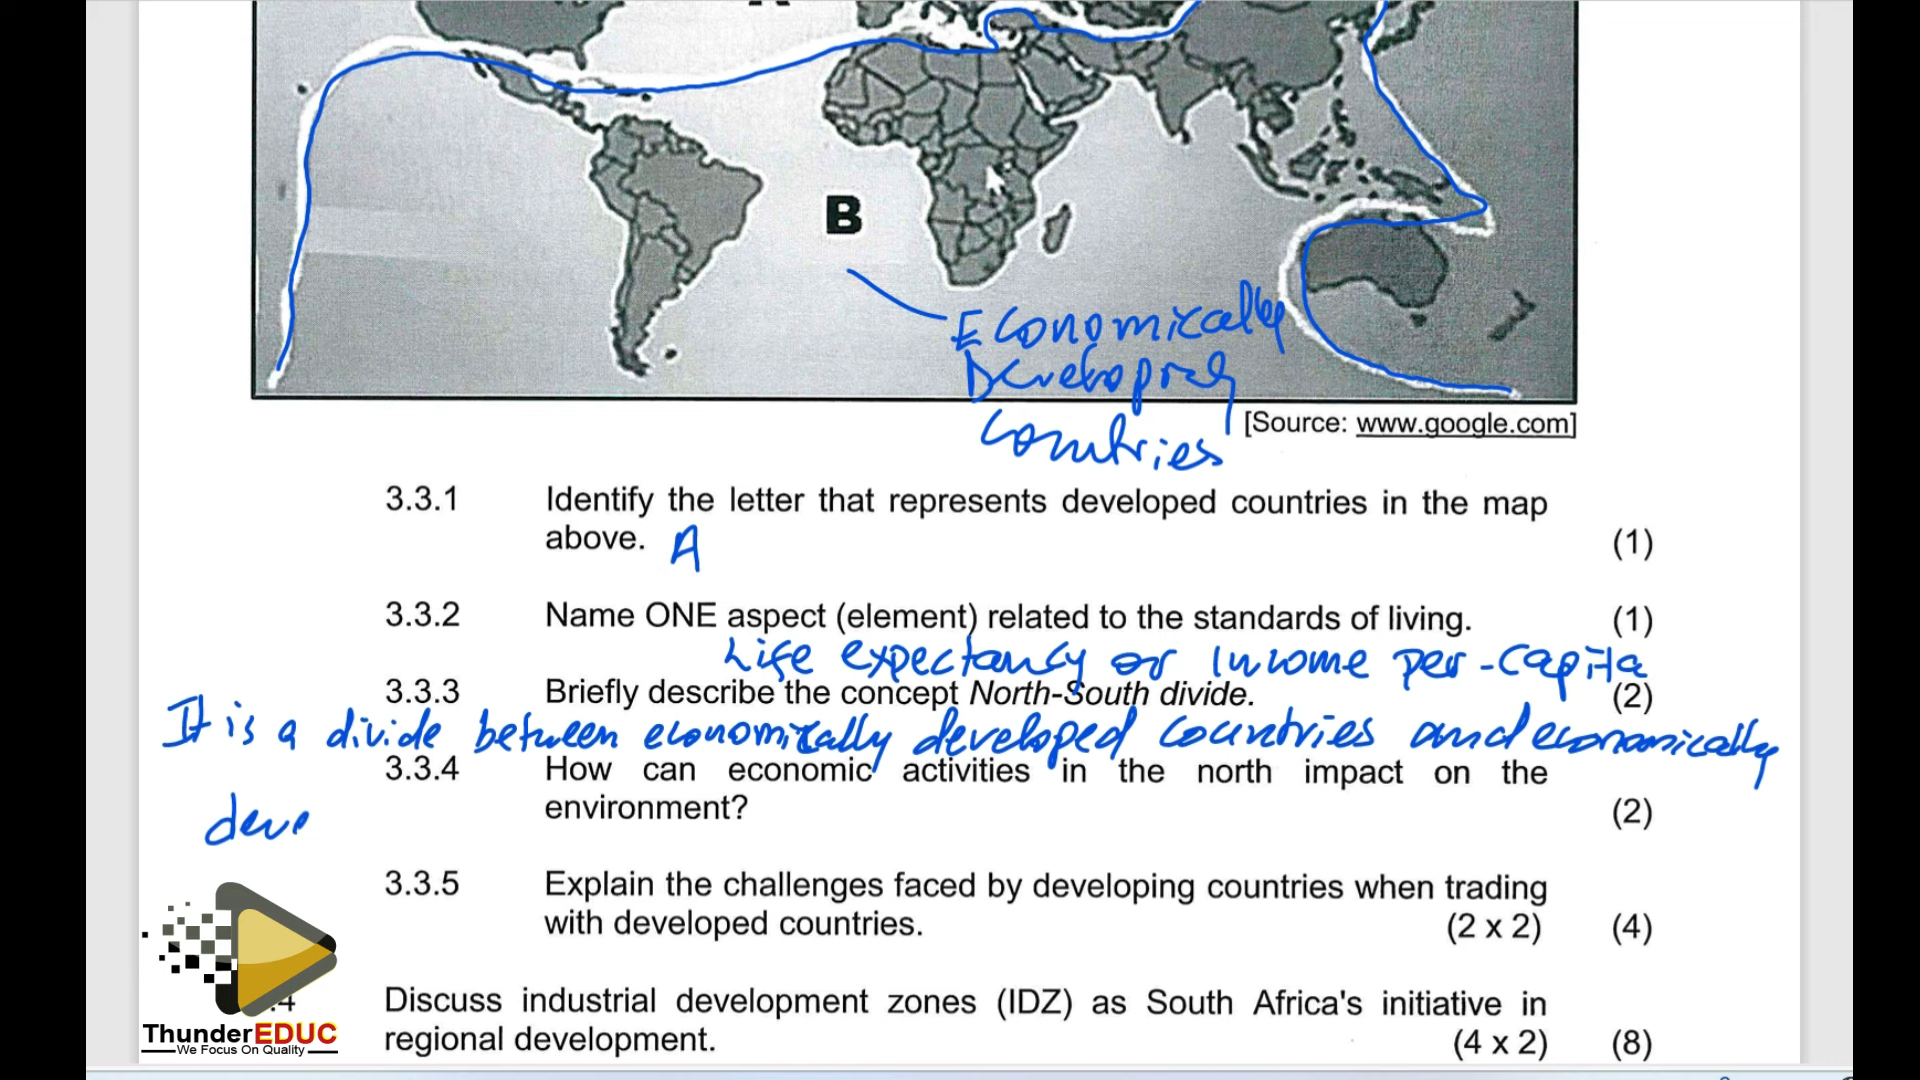 B
Economically
Developing
Countries
[Source: www.google.com]
3.3.1 Identify the letter that represents developed countries in the map
above. A (1)
3.3.2 Name ONE aspect (element) related to the standards of living. (1)
Life expectancy or Income per-capita
3.3.3 Briefly describe the concept North-South divide. (2)
It is a divide between economically developed countries and economically
3.3.4 How can economic activities in the north impact on the
environment? (2)
deve
3.3.5 Explain the challenges faced by developing countries when trading
with developed countries. (2 x 2) (4)
4 Discuss industrial development zones (IDZ) as South Africa's initiative in
regional development. (4 x 2) (8)
ThunderEDUC
We Focus On Quality